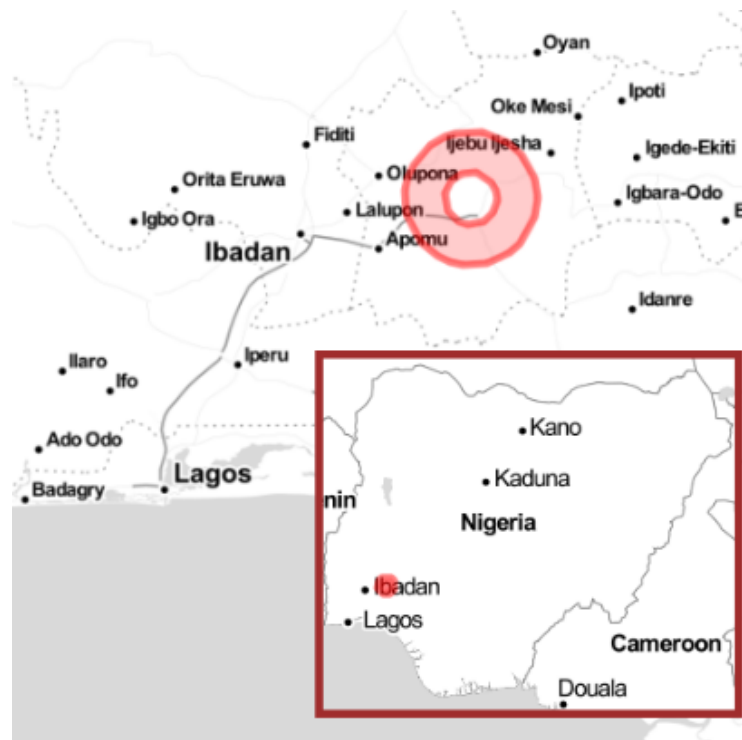 Oyan
Ipoti
Oke Mesi
Fiditi
Ijebu Ijesha
Igede-Ekiti
Olupona
Orita Eruwa
Igbara-Odo
Lalupon
Igbo Ora
E
Apomu
Ibadan
Idanre
Iperu
Ilaro
Ifo
Ado Odo
Lagos
Badagry
Kano
Kaduna
nin
Nigeria
Ibadan
Lagos
Cameroon
Douala